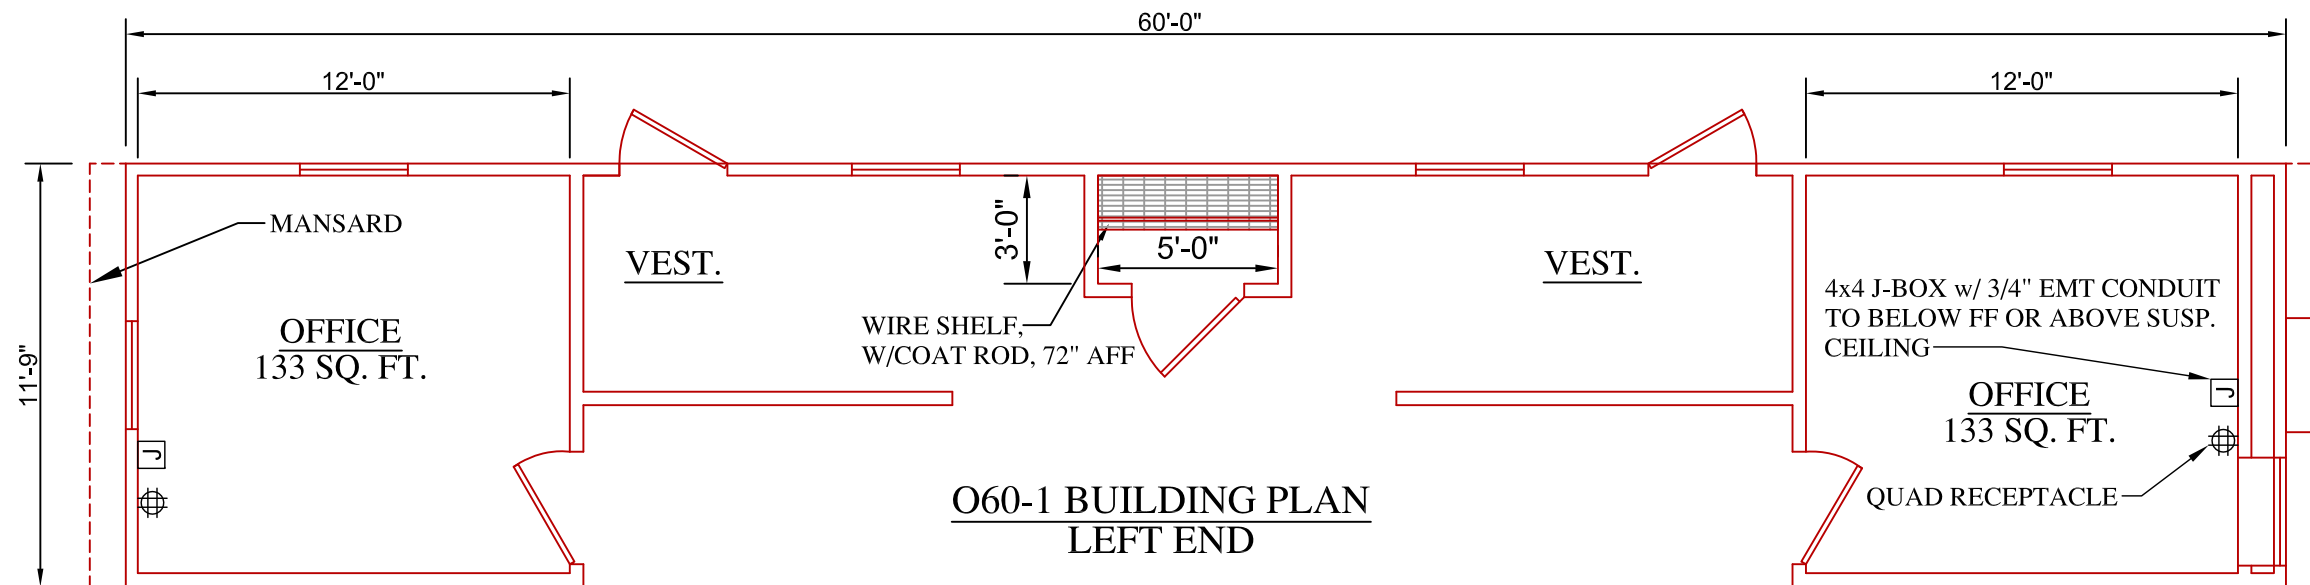 60'-0"
12'-0"
12'-0"
MANSARD
3'-0"
VEST.
5'-0"
VEST.
4x4 J-BOX w/ 3/4" EMT CONDUIT
TO BELOW FF OR ABOVE SUSP.
CEILING
OFFICE
133 SQ. FT.
WIRE SHELF,
W/COAT ROD, 72" AFF
11'-9"
OFFICE
133 SQ. FT.
J
J
QUAD RECEPTACLE
O60-1 BUILDING PLAN
LEFT END